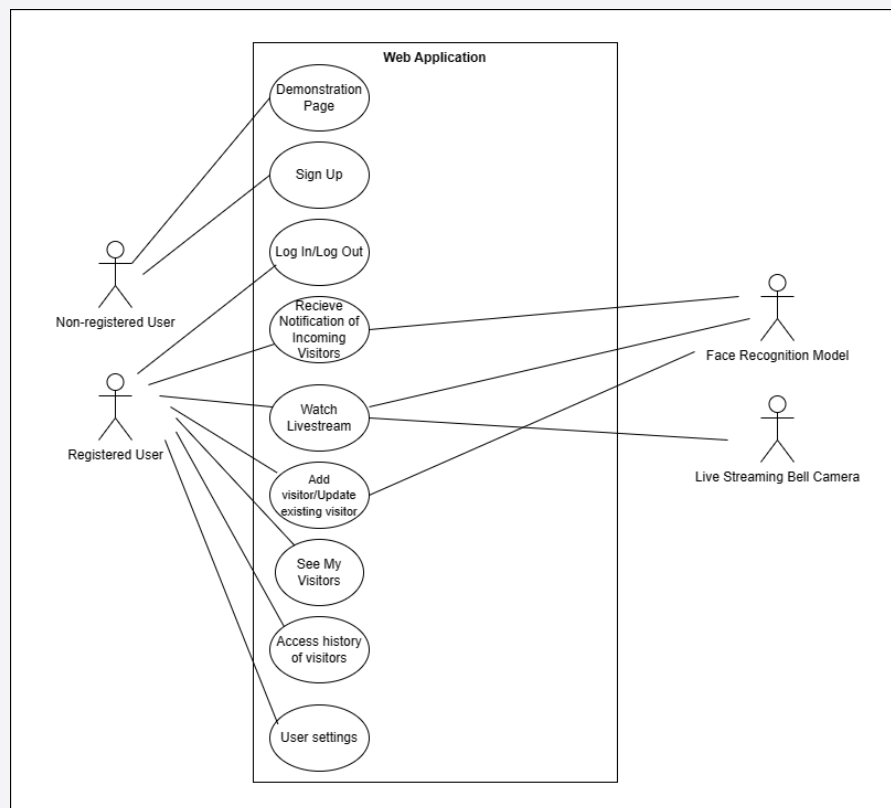 Web Application
Demonstration
Page
Sign Up
Log In/Log Out
Non-registered User
Recieve
Notification of
Incoming
Visitors
Face Recognition Model
Registered User
Watch
Livestream
Live Streaming Bell Camera
Add
visitor/Update
existing visitor
See My
Visitors
Access history
of visitors
User settings